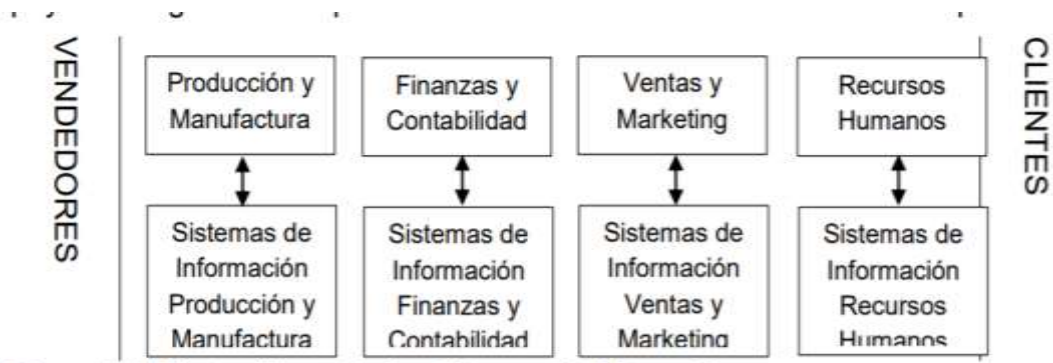 VENDEDORES
Producción y
Manufactura
Finanzas y
Contabilidad
Ventas y
Marketing
Recursos
Humanos
CLIENTES
Sistemas de
Información
Producción y
Manufactura
Sistemas de
Información
Finanzas y
Contabilidad
Sistemas de
Información
Ventas y
Marketing
Sistemas de
Información
Recursos
Humanos